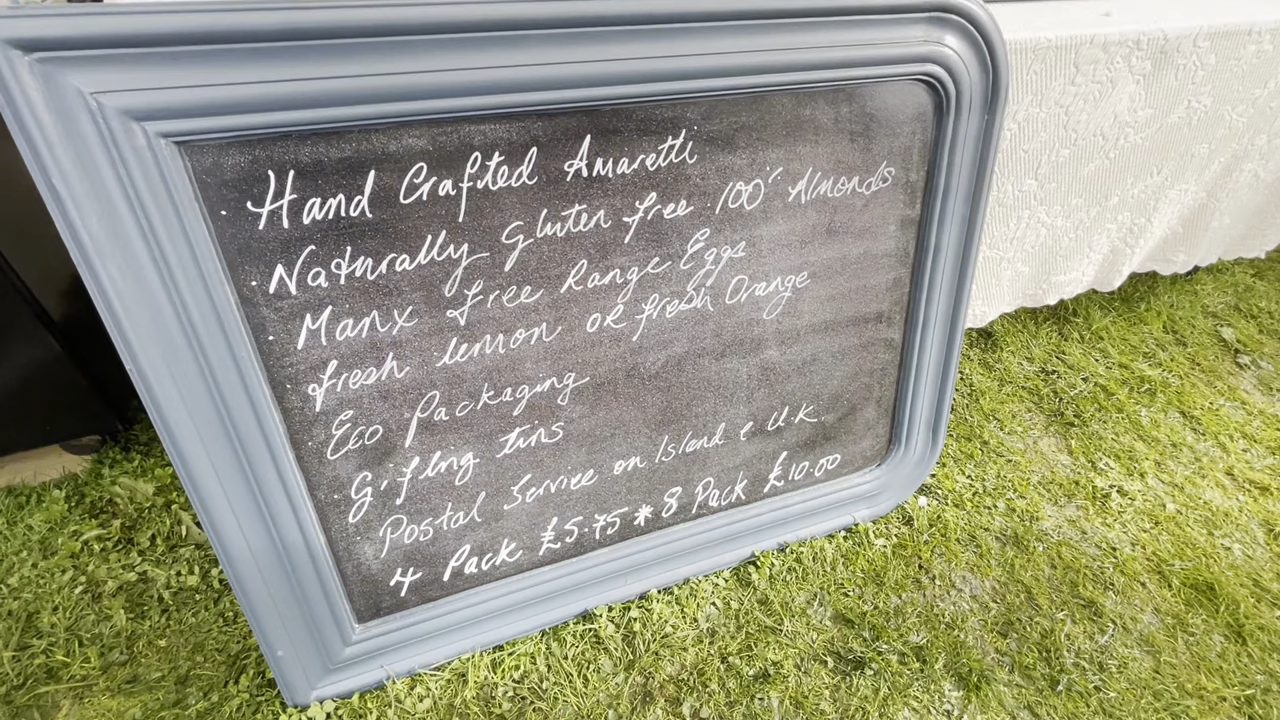 · Hand Crafted Amaretti
· Naturally gluten free · 100% Almonds
· Manx free Range Eggs
fresh lemon or fresh Orange
Eco Packaging
· Gifting tins
Postal Service on Island & U.K.
4 Pack £5.75 * 8 Pack £10.00